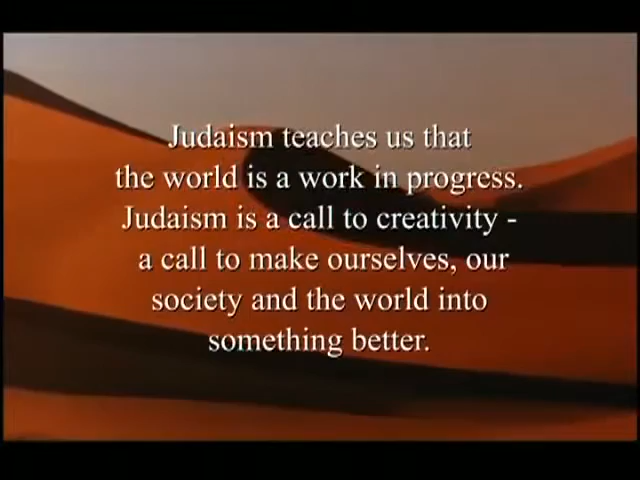 Judaism teaches us that
the world is a work in progress.
Judaism is a call to creativity -
a call to make ourselves, our
society and the world into
something better.